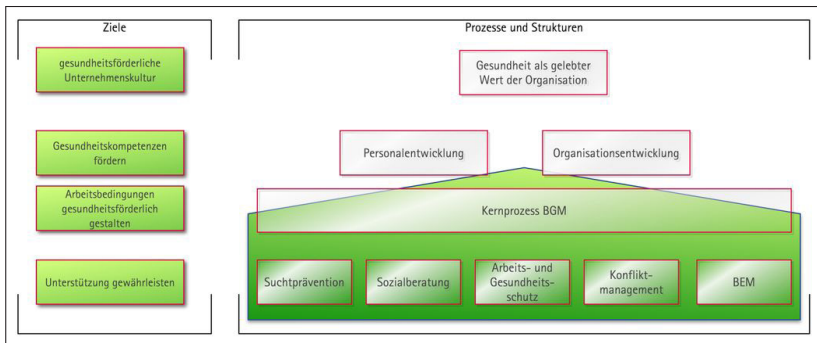 Ziele
gesundheitsförderliche
Unternehmenskultur
Gesundheitskompetenzen
fördern
Arbeitsbedingungen
gesundheitsförderlich
gestalten
Unterstützung gewährleisten
Prozesse und Strukturen
Gesundheit als gelebter
Wert der Organisation
Personalentwicklung
Organisationsentwicklung
Kernprozess BGM
Suchtprävention
Sozialberatung
Arbeits- und
Gesundheits-
schutz
Konflikt-
management
BEM